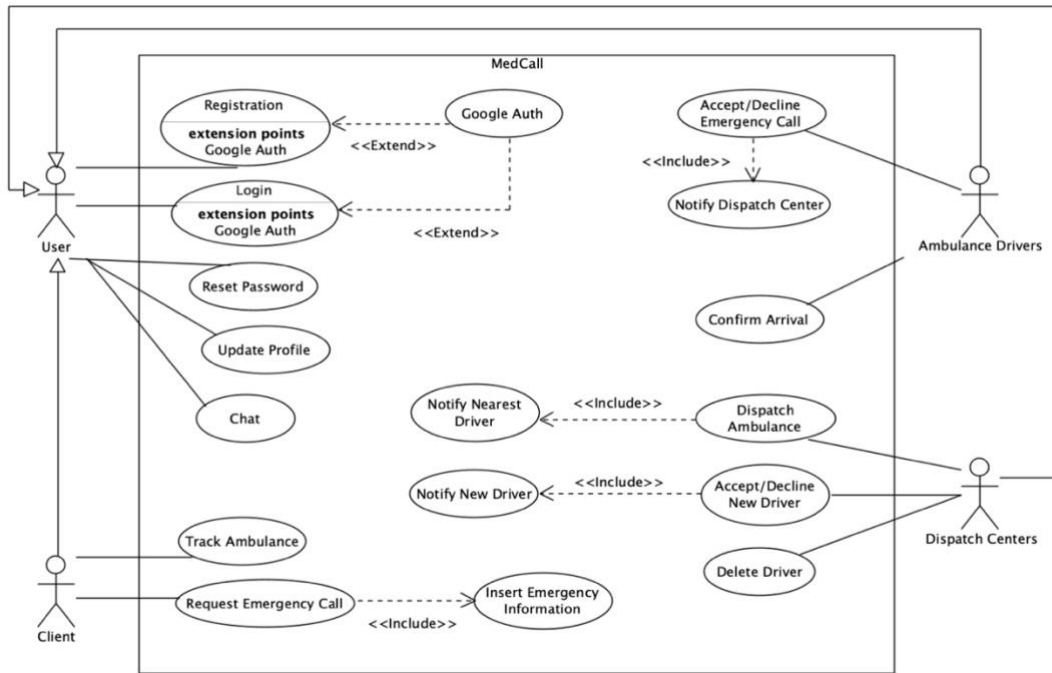 MedCall
Registration
extension points
Google Auth
<<Extend>>
Google Auth
Accept/Decline
Emergency Call
<<Include>>
Notify Dispatch Center
Login
extension points
Google Auth
<<Extend>>
User
Ambulance Drivers
Reset Password
Confirm Arrival
Update Profile
Chat
Notify Nearest
Driver
<<Include>>
Dispatch
Ambulance
Notify New Driver
<<Include>>
Accept/Decline
New Driver
Dispatch Centers
Track Ambulance
Delete Driver
Request Emergency Call
<<Include>>
Insert Emergency
Information
Client